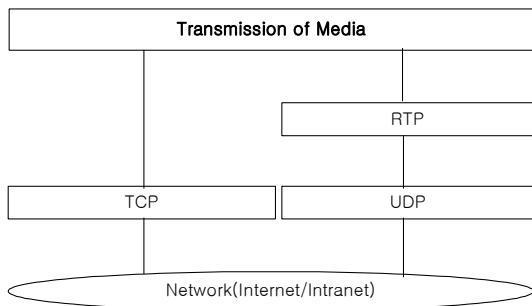 Transmission of Media
RTP
TCP
UDP
Network(Internet/Intranet)